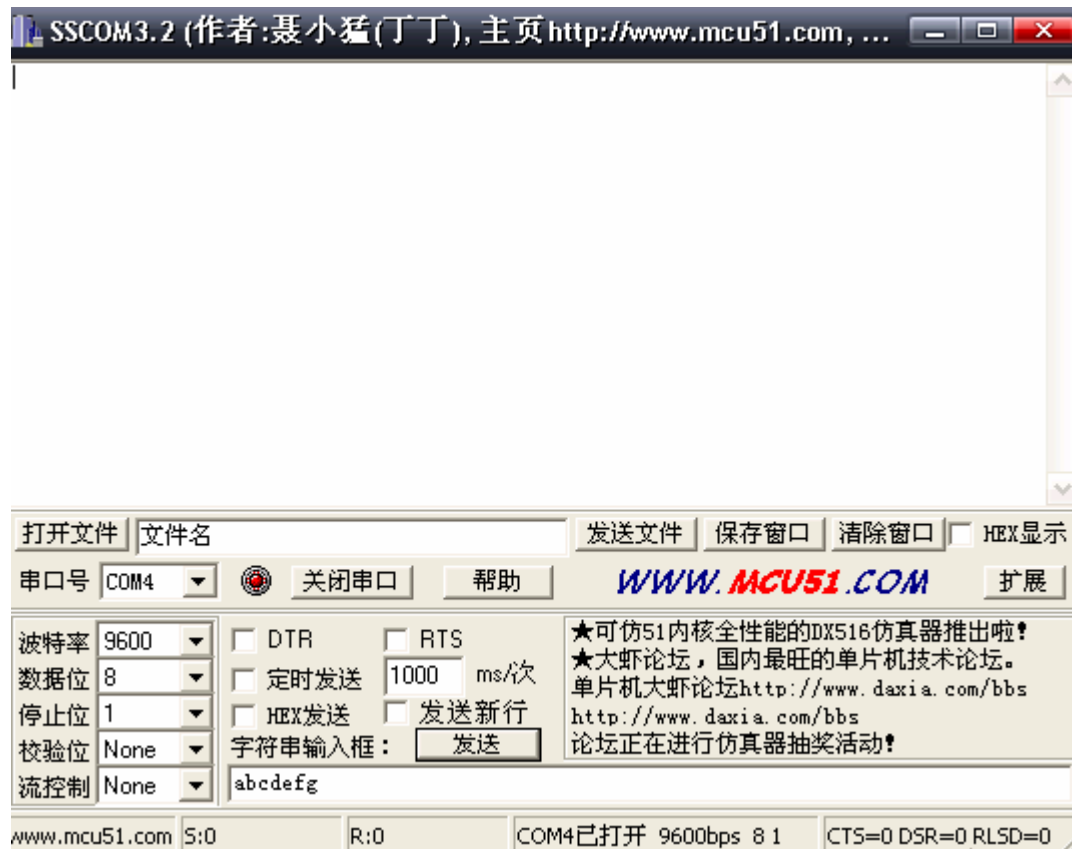 SSCOM3.2 (作者:聂小猛(丁丁), 主页http://www.mcu51.com, ...
打开文件 文件名 发送文件 保存窗口 清除窗口 HEX显示
串口号 COM4 关闭串口 帮助 WWW.MCU51.COM 扩展
波特率 9600 DTR RTS
数据位 8 定时发送 1000 ms/次
停止位 1 HEX发送 发送新行
校验位 None 字符串输入框: 发送
流控制 None abcdefg
★可仿51内核全性能的DX516仿真器推出啦!
★大虾论坛,国内最旺的单片机技术论坛。
单片机大虾论坛http://www.daxia.com/bbs
http://www.daxia.com/bbs
论坛正在进行仿真器抽奖活动!
www.mcu51.com S:0 R:0 COM4已打开 9600bps 8 1 CTS=0 DSR=0 RLSD=0